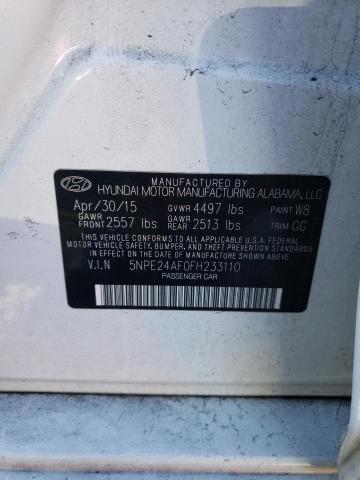 MANUFACTURED BY
HYUNDAI MOTOR MANUFACTURING ALABAMA, LLC
Apr/30/15 GVWR 4497 lbs PAINT W8
GAWR FRONT 2557 lbs GAWR REAR 2513 lbs TRIM GG
THIS VEHICLE CONFORMS TO ALL APPLICABLE U.S.A FEDERAL
MOTOR VEHICLE SAFETY, BUMPER, AND THEFT PREVENTION STANDARDS
IN EFFECT ON THE DATE OF MANUFACTURE SHOWN ABOVE.
V.I.N 5NPE24AF0FH233110
PASSENGER CAR